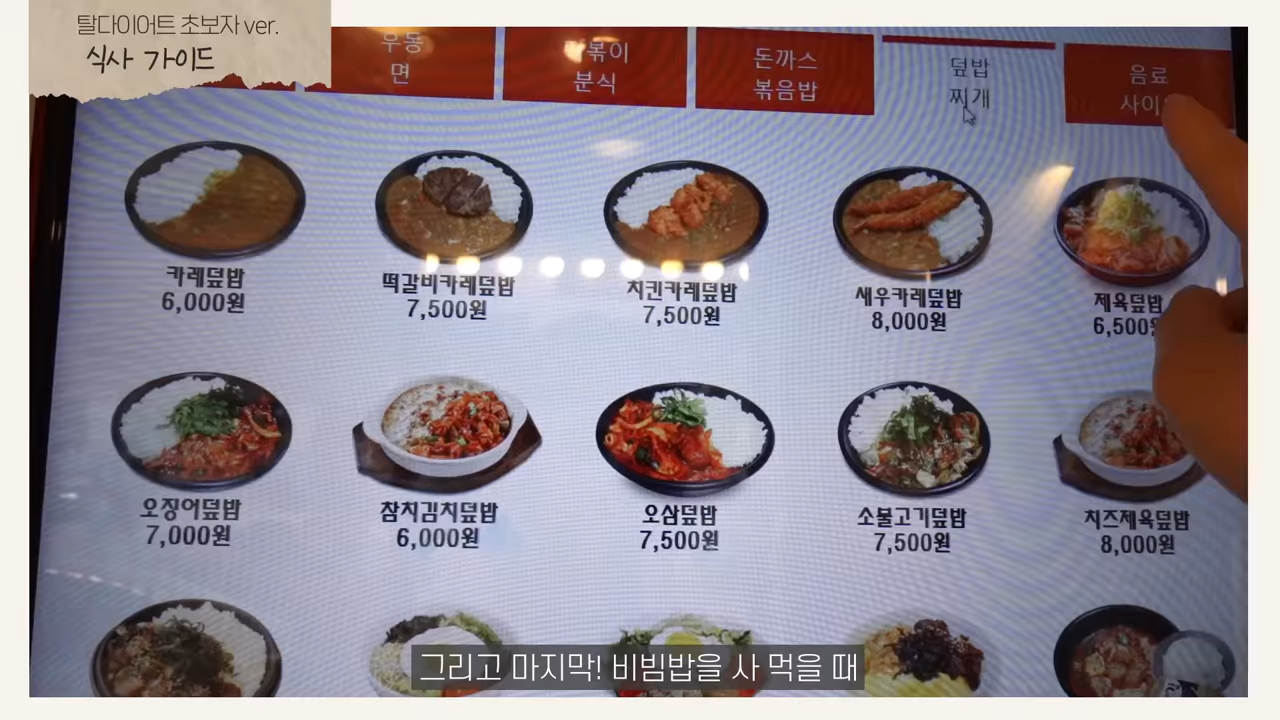 탈다이어트 초보자 ver.
식사 가이드
우동
면
떡볶이
분식
돈까스
볶음밥
덮밥
찌개
음료
카레덮밥
6,000원
떡갈비카레덮밥
7,500원
치킨카레덮밥
7,500원
새우카레덮밥
8,000원
제육덮밥
6,500원
오징어덮밥
7,000원
참치김치덮밥
6,000원
오삼덮밥
7,500원
소불고기덮밥
7,500원
치즈제육덮밥
8,000원
그리고 마지막! 비빔밥을 사 먹을 때